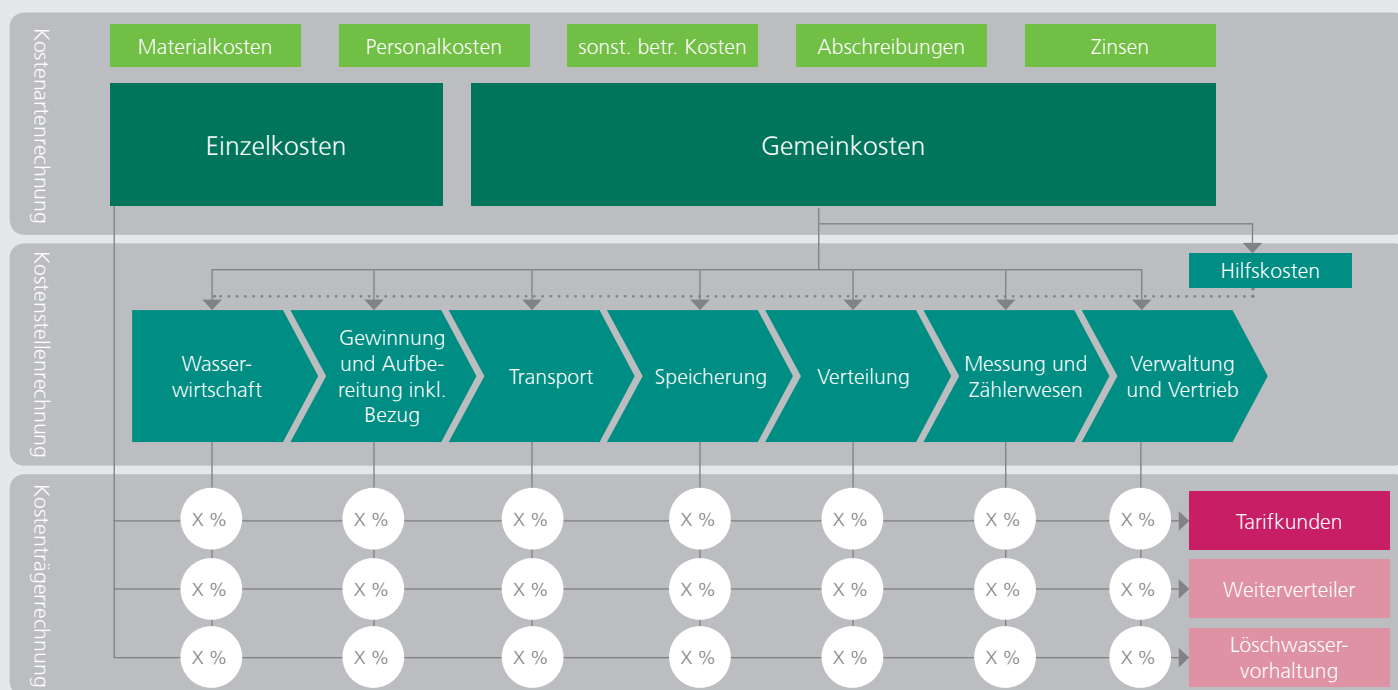 Kostenartenrechnung
Materialkosten
Personalkosten
sonst. betr. Kosten
Abschreibungen
Zinsen
Einzelkosten
Gemeinkosten
Kostenstellenrechnung
Hilfskosten
Wasser-
wirtschaft
Gewinnung
und Aufbe-
reitung inkl.
Bezug
Transport
Speicherung
Verteilung
Messung und
Zählerwesen
Verwaltung
und Vertrieb
Kostenträgerrechnung
X %
X %
X %
X %
X %
X %
X %
Tarifkunden
X %
X %
X %
X %
X %
X %
X %
Weiterverteiler
X %
X %
X %
X %
X %
X %
X %
Löschwasser-
vorhaltung